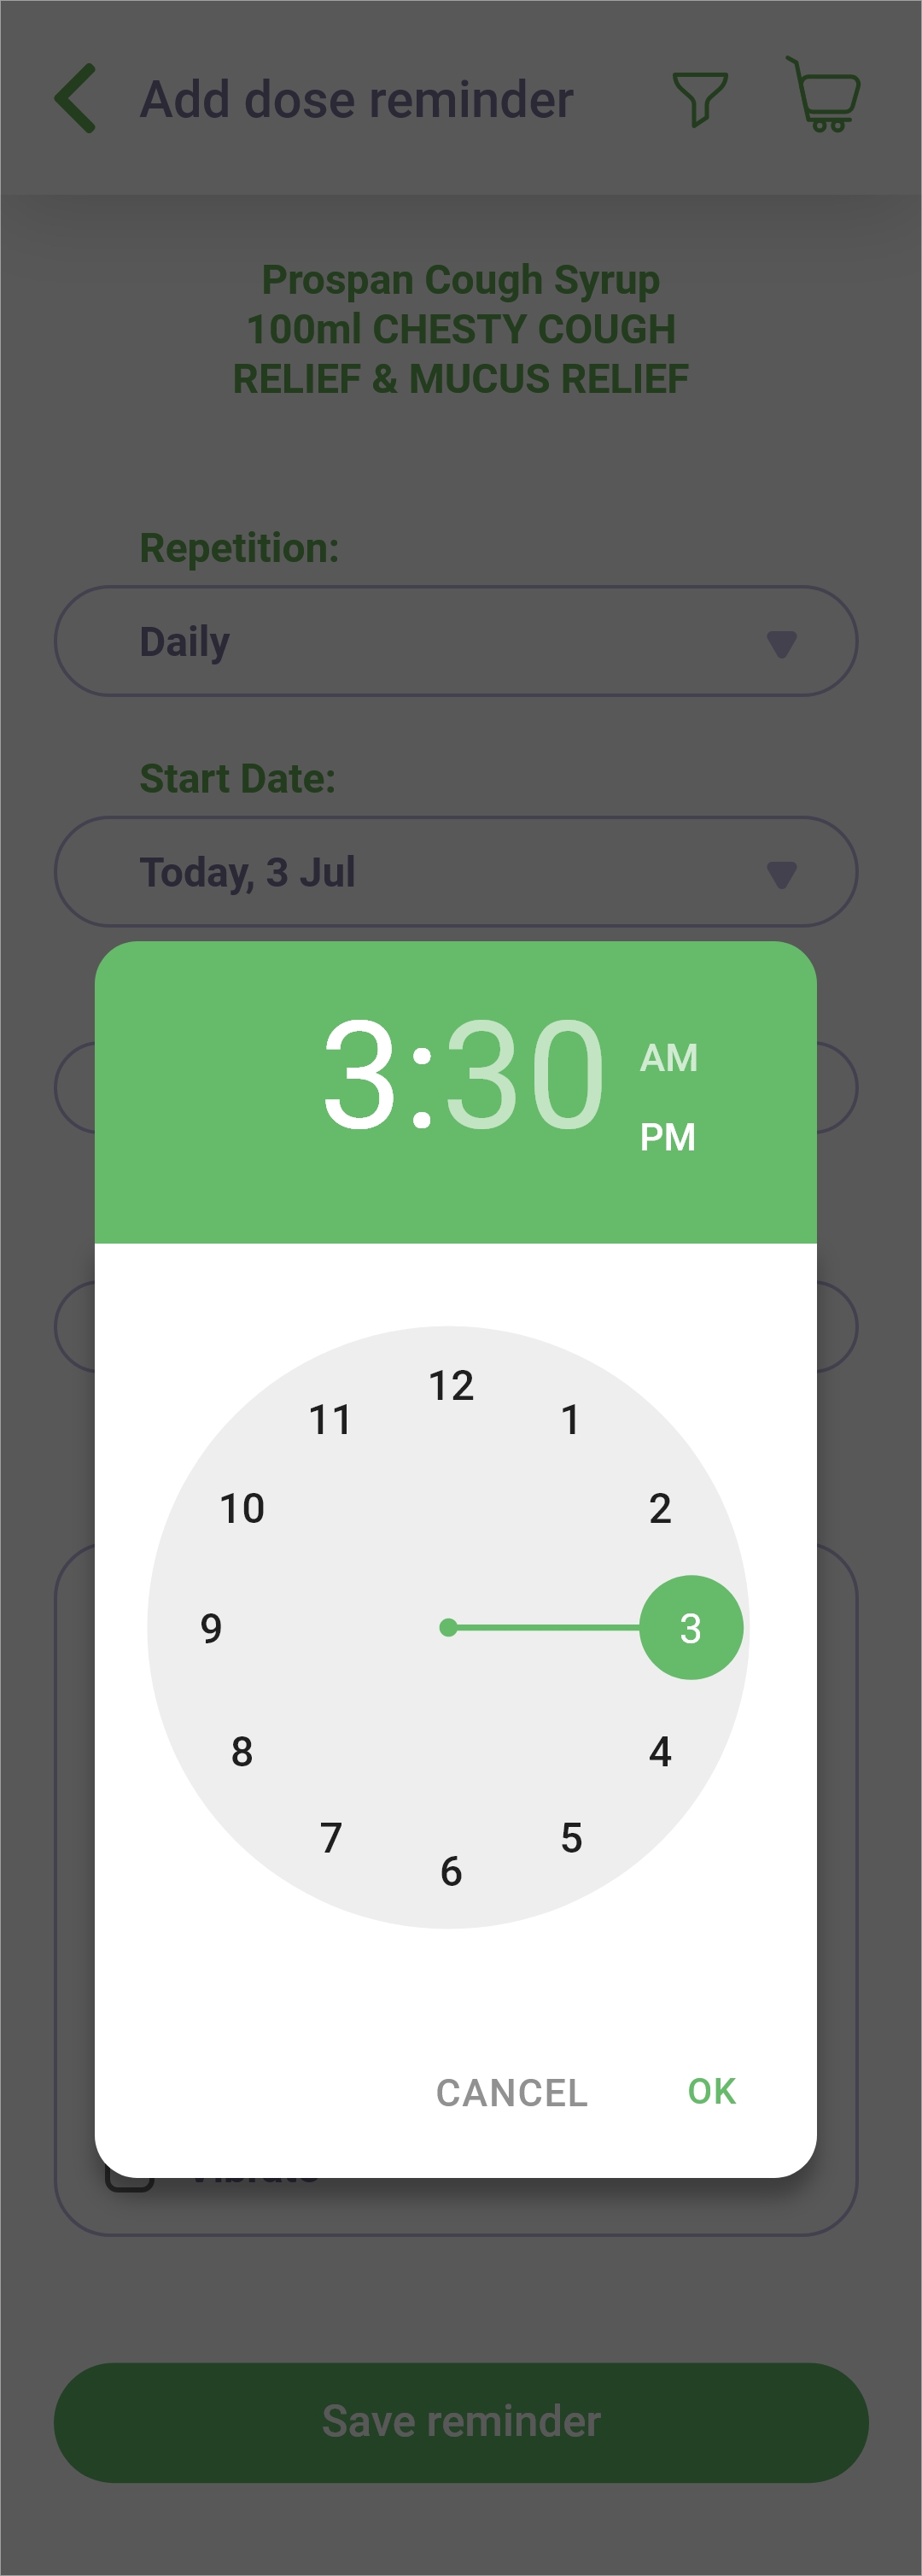 Add dose reminder
Prospan Cough Syrup
100ml CHESTY COUGH
RELIEF & MUCUS RELIEF
Repetition:
Daily
Start Date:
Today, 3 Jul
3:30
AM
PM
12
11
1
10
2
9
3
8
4
7
5
6
CANCEL
OK
Save reminder